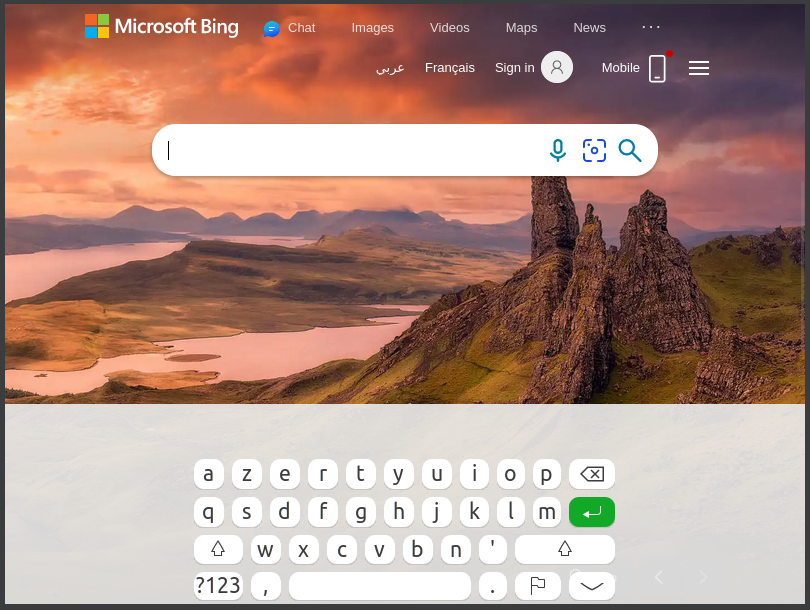 Microsoft Bing Chat Images Videos Maps News ...
عربي Français Sign in Mobile
a z e r t y u i o p
q s d f g h j k l m
w x c v b n '
?123 , .